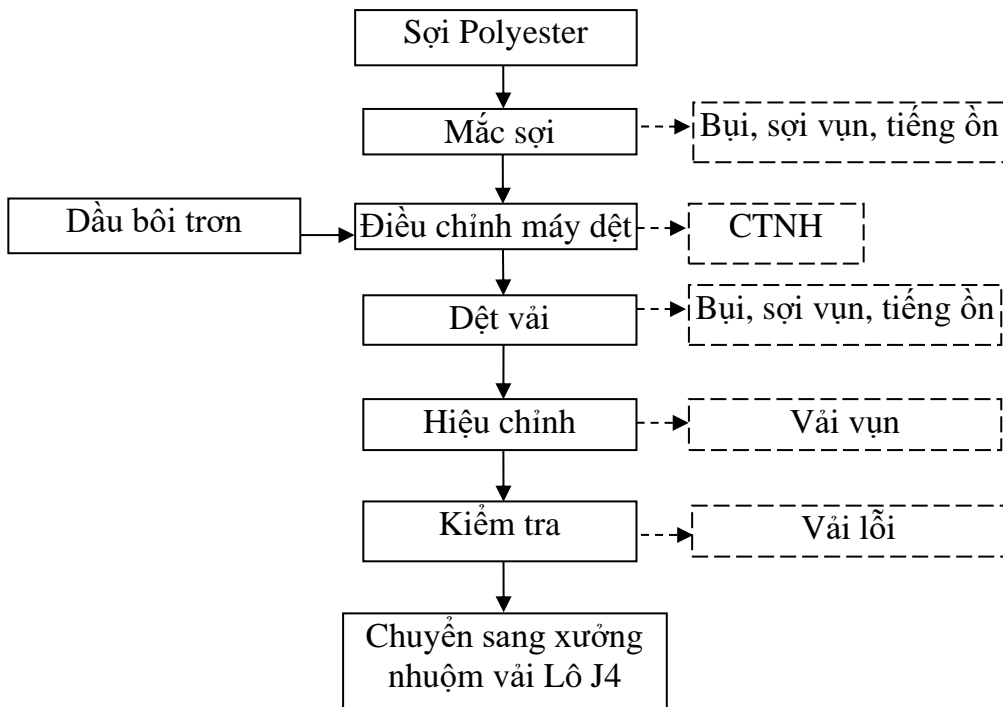 Sợi Polyester
Mắc sợi
Bụi, sợi vụn, tiếng ồn
Dầu bôi trơn
Điều chỉnh máy dệt
CTNH
Dệt vải
Bụi, sợi vụn, tiếng ồn
Hiệu chỉnh
Vải vụn
Kiểm tra
Vải lỗi
Chuyển sang xưởng
nhuộm vải Lô J4